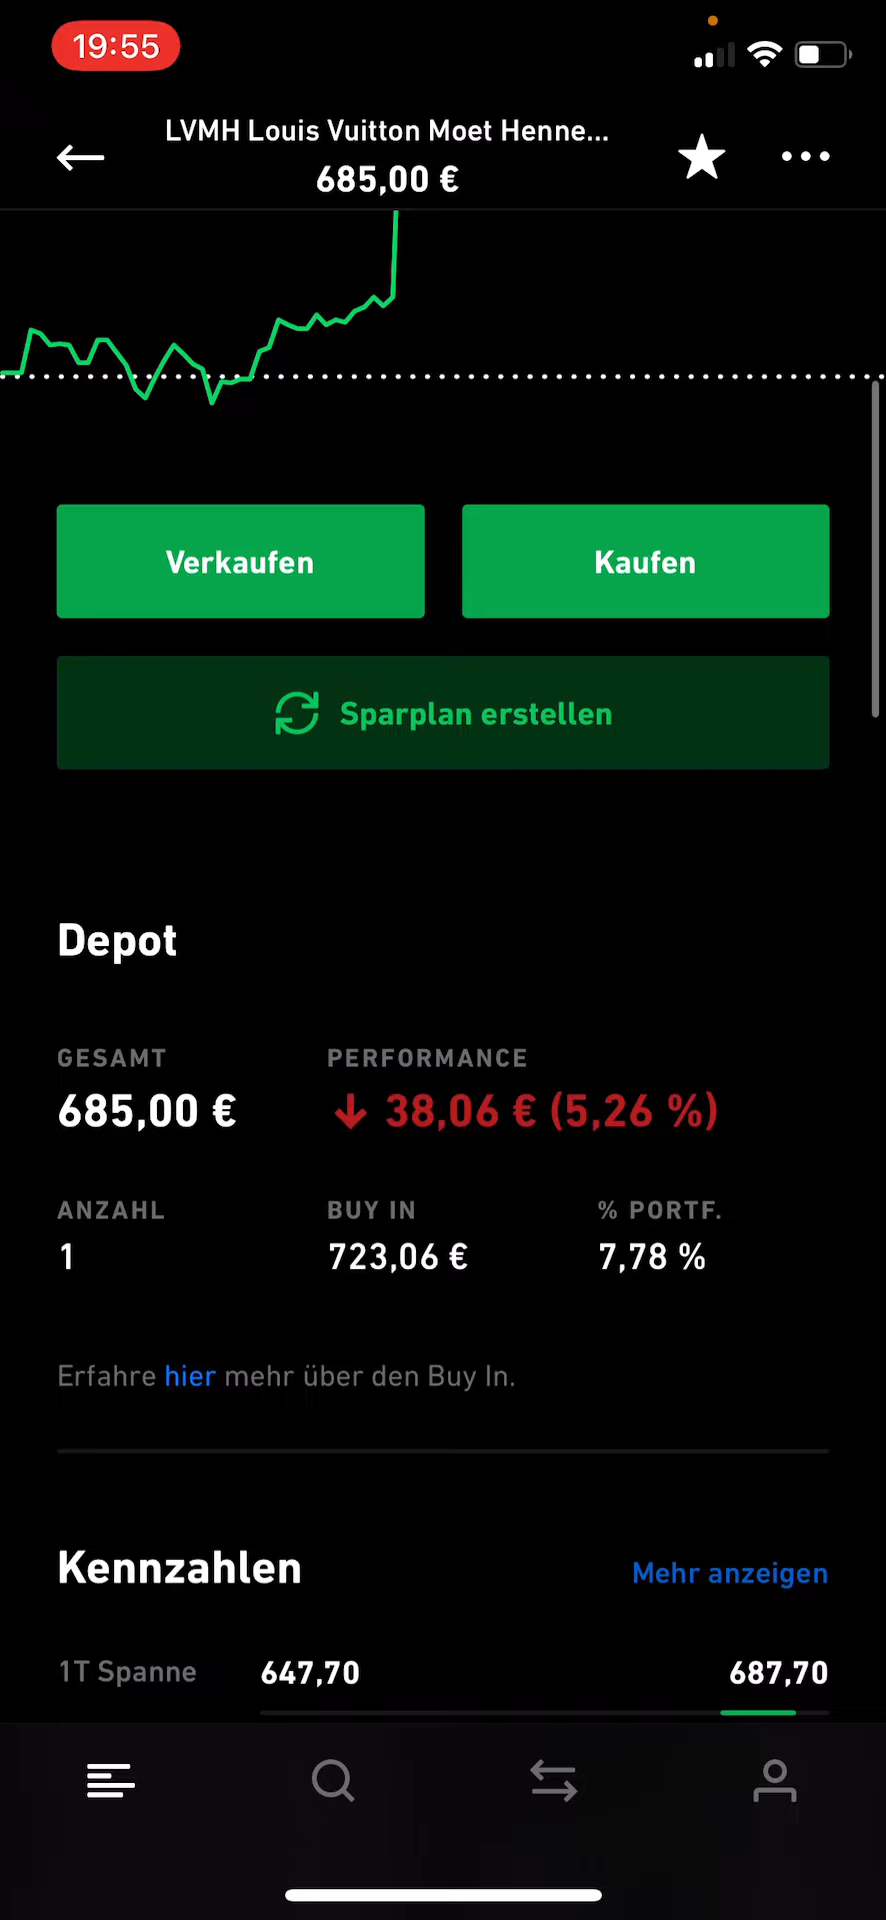 19:55
LVMH Louis Vuitton Moet Henne...
685,00 €
Verkaufen
Kaufen
Sparplan erstellen
Depot
GESAMT
PERFORMANCE
685,00 €
38,06 € (5,26 %)
ANZAHL
BUY IN
% PORTF.
1
723,06 €
7,78 %
Erfahre hier mehr über den Buy In.
Kennzahlen
Mehr anzeigen
1T Spanne
647,70
687,70